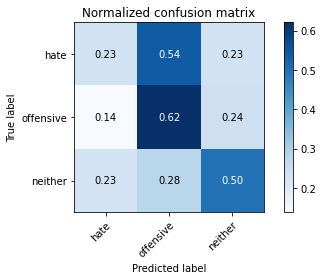 Normalized confusion matrix
hate 0.23 0.54 0.23
offensive 0.14 0.62 0.24
neither 0.23 0.28 0.50
hate offensive neither
True label
Predicted label
0.6
0.5
0.4
0.3
0.2